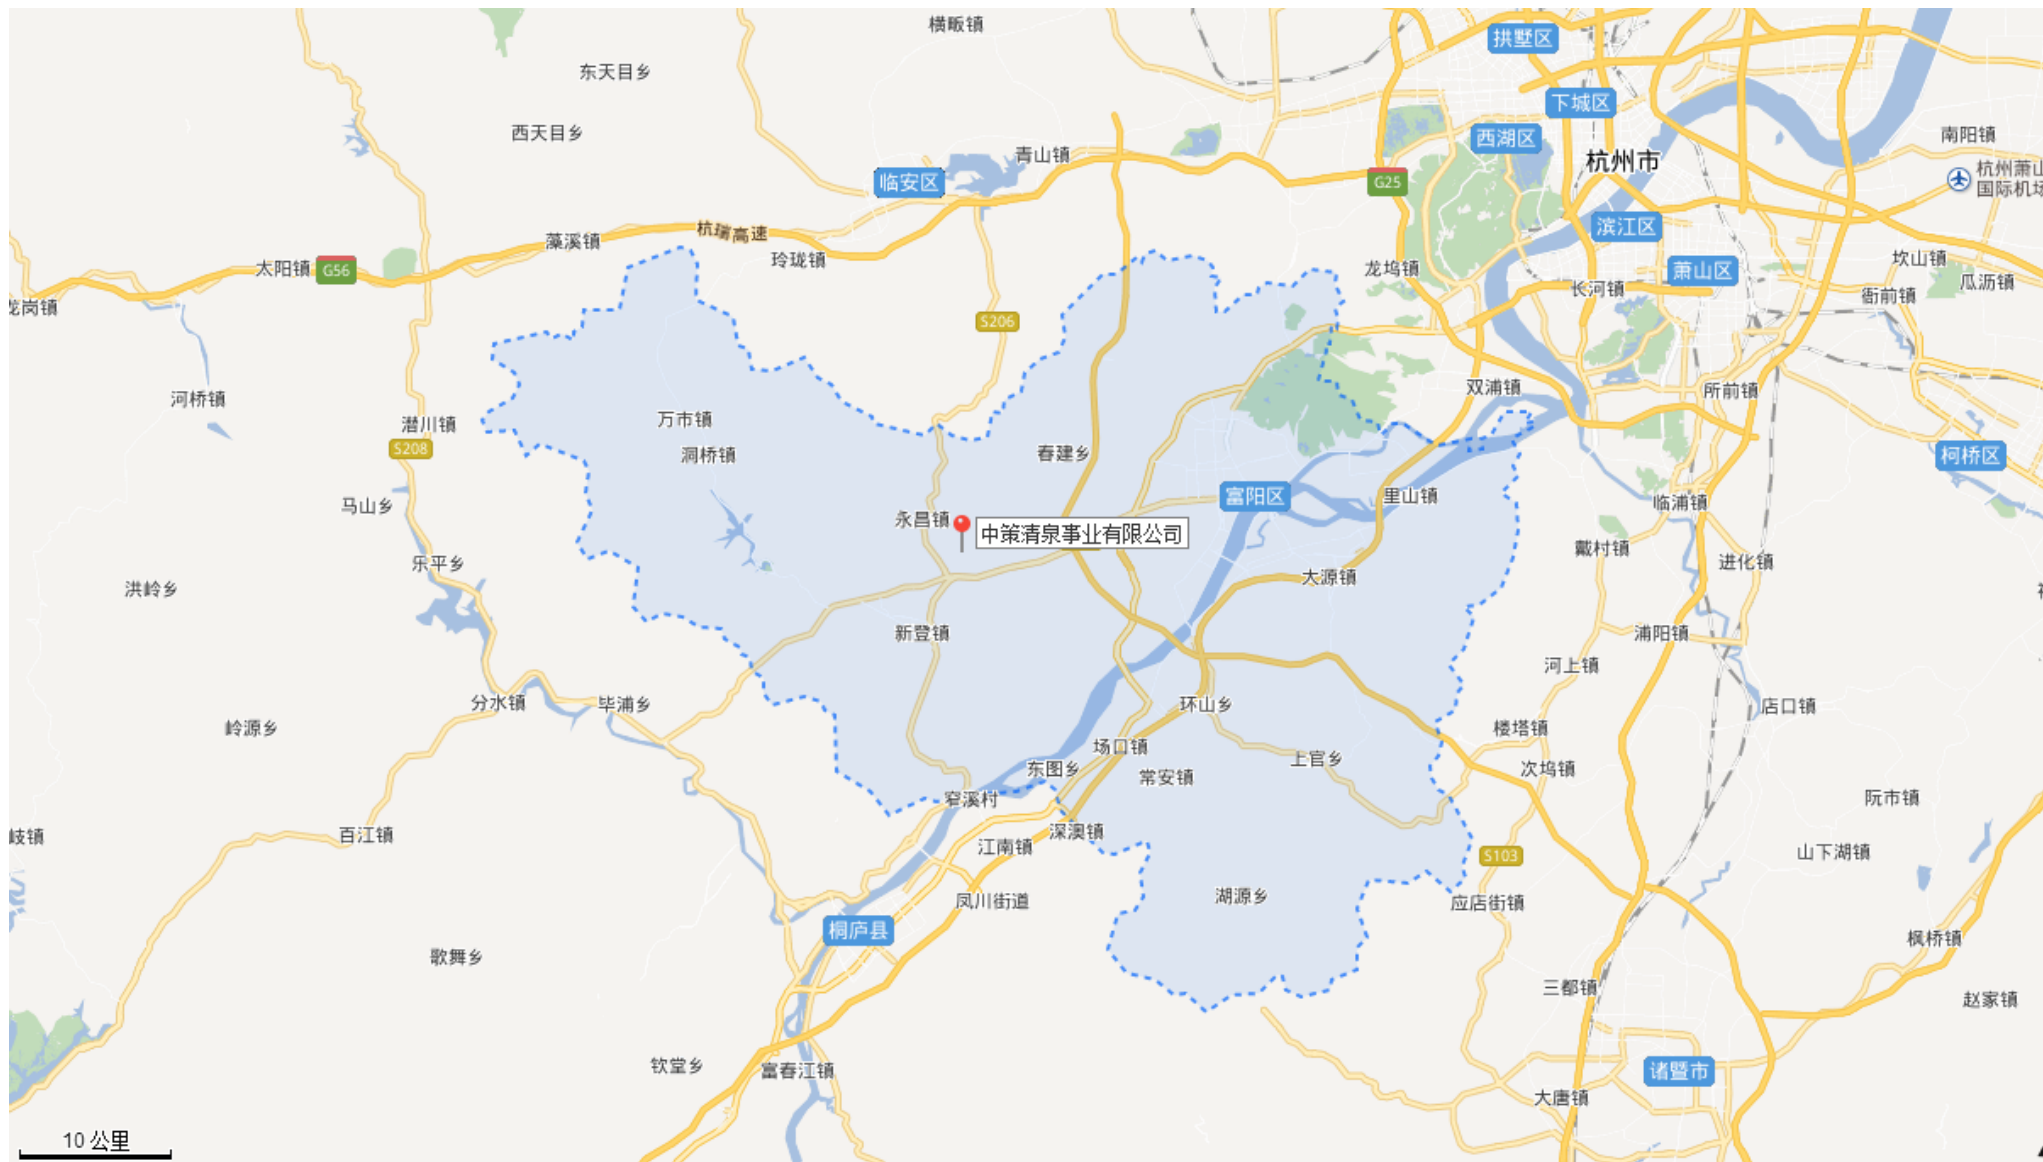 横畈镇
拱墅区
东天目乡
下城区
西天目乡
西湖区
南阳镇
青山镇
杭州市
杭州萧山
国际机场
临安区
G25
滨江区
杭瑞高速
藻溪镇
玲珑镇
坎山镇
太阳镇
G56
龙坞镇
萧山区
瓜沥镇
长河镇
衙前镇
龙岗镇
S206
河桥镇
双浦镇
所前镇
万市镇
潜川镇
S208
洞桥镇
春建乡
柯桥区
富阳区
里山镇
临浦镇
马山乡
永昌镇
中策清泉事业有限公司
戴村镇
乐平乡
进化镇
洪岭乡
大源镇
新登镇
浦阳镇
河上镇
分水镇
毕浦乡
环山乡
店口镇
岭源乡
楼塔镇
场口镇
上官乡
东图乡
常安镇
次坞镇
窄溪村
阮市镇
岐镇
百江镇
深澳镇
江南镇
S103
山下湖镇
湖源乡
凤川街道
应店街镇
桐庐县
枫桥镇
歌舞乡
三都镇
赵家镇
钦堂乡
富春江镇
诸暨市
大唐镇
10 公里